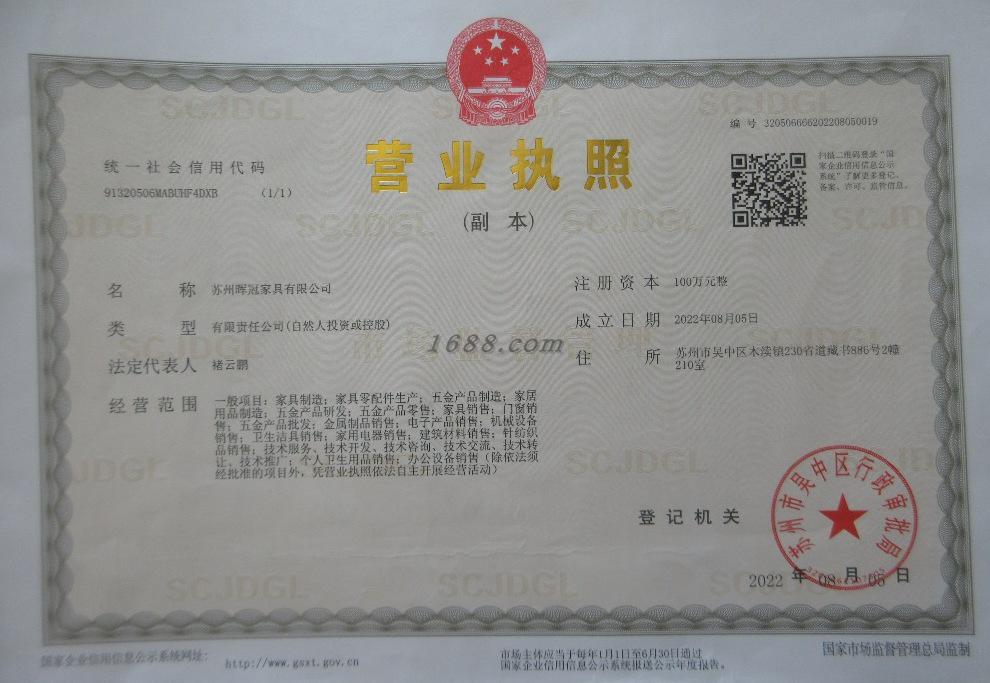 编 号 320506666202208050019
统一社会信用代码
91320506MABUHF4DXB (1/1)
营业执照
(副 本)
扫描二维码登录“国
家企业信用信息公示
系统”了解更多登记、
备案、许可、监管信息。
名 称 苏州晖冠家具有限公司
类 型 有限责任公司(自然人投资或控股)
法定代表人 褚云鹏
经营范围 一般项目：家具制造；家具零配件生产；五金产品制造；家居
用品制造；五金产品研发；五金产品零售；家具销售；门窗销
售；五金产品批发；金属制品销售；电子产品销售；机械设备
销售；卫生洁具销售；家用电器销售；建筑材料销售；针纺织
品销售；技术服务、技术开发、技术咨询、技术交流、技术转
让、技术推广；个人卫生用品销售；办公设备销售（除依法须
经批准的项目外，凭营业执照依法自主开展经营活动）
注册资本 100万元整
成立日期 2022年08月05日
住 所 苏州市吴中区木渎镇230省道藏书886号2幢
210室
1688.com
登记机关
苏州市吴中区行政审批局
2022 年 08 月 05 日
国家企业信用信息公示系统网址：
http://www.gsxt.gov.cn
市场主体应当于每年1月1日至6月30日通过
国家企业信用信息公示系统报送公示年度报告。
国家市场监督管理总局监制
SCJDGL